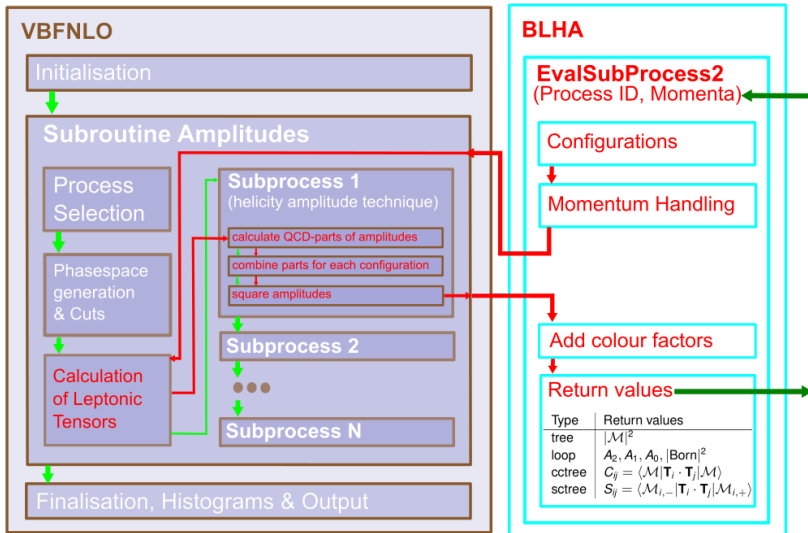 VBFNLO
Initialisation
Subroutine Amplitudes
Process
Selection
Phasespace
generation
& Cuts
Calculation
of Leptonic
Tensors
Subprocess 1
(helicity amplitude technique)
calculate QCD-parts of amplitudes
combine parts for each configuration
square amplitudes
Subprocess 2
Subprocess N
Finalisation, Histograms & Output
BLHA
EvalSubProcess2
(Process ID, Momenta)
Configurations
Momentum Handling
Add colour factors
Return values
Type Return values
tree |ℳ|²
loop A₂, A₁, A₀, |Born|²
cctree Cᵢⱼ = ⟨ℳ|Tᵢ · Tⱼ|ℳ⟩
sctree Sᵢⱼ = ⟨ℳᵢ,₋|Tᵢ · Tⱼ|ℳᵢ,₊⟩